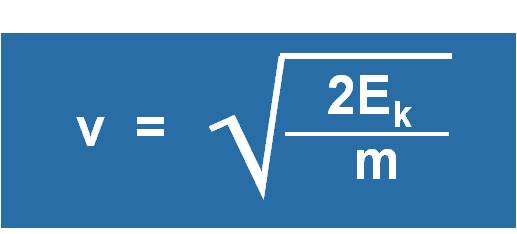 v = √(2Eₖ/m)